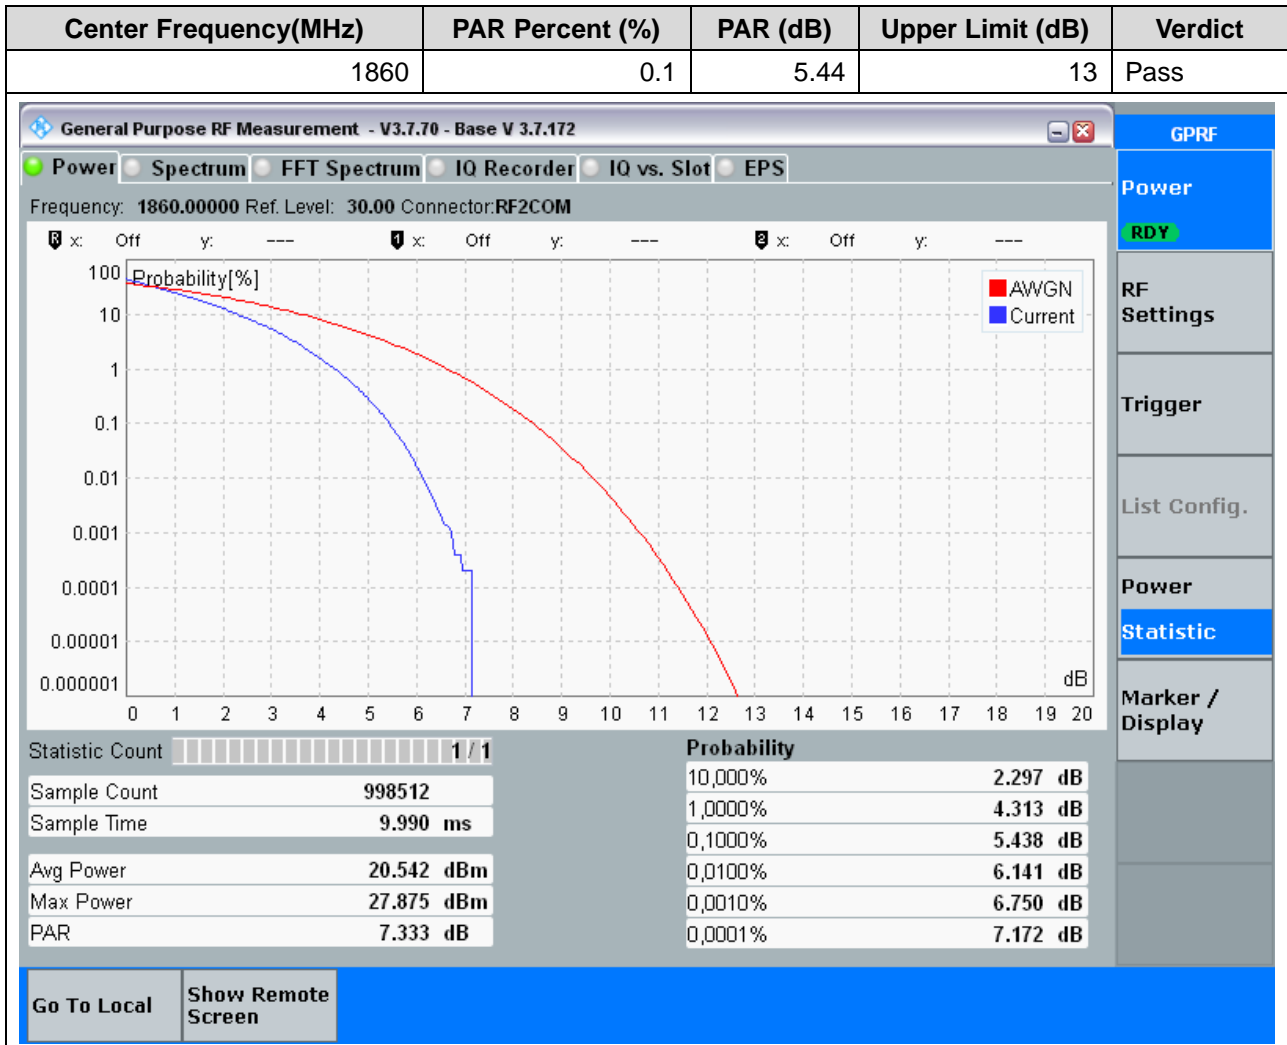 Center Frequency(MHz) PAR Percent (%) PAR (dB) Upper Limit (dB) Verdict
1860 0.1 5.44 13 Pass
General Purpose RF Measurement - V3.7.70 - Base V 3.7.172
GPRF
Power Spectrum FFT Spectrum IQ Recorder IQ vs. Slot EPS
Power
RDY
Frequency: 1860.00000 Ref. Level: 30.00 Connector:RF2COM
R x: Off y: --- 1 x: Off y: --- 2 x: Off y: ---
Probability[%]
100
10
1
0.1
0.01
0.001
0.0001
0.00001
0.000001
AWGN
Current
dB
0 1 2 3 4 5 6 7 8 9 10 11 12 13 14 15 16 17 18 19 20
RF
Settings
Trigger
List Config.
Power
Statistic
Marker /
Display
Statistic Count 1 / 1
Sample Count 998512
Sample Time 9.990 ms
Avg Power 20.542 dBm
Max Power 27.875 dBm
PAR 7.333 dB
Probability
10,000% 2.297 dB
1,0000% 4.313 dB
0,1000% 5.438 dB
0,0100% 6.141 dB
0,0010% 6.750 dB
0,0001% 7.172 dB
Go To Local
Show Remote
Screen